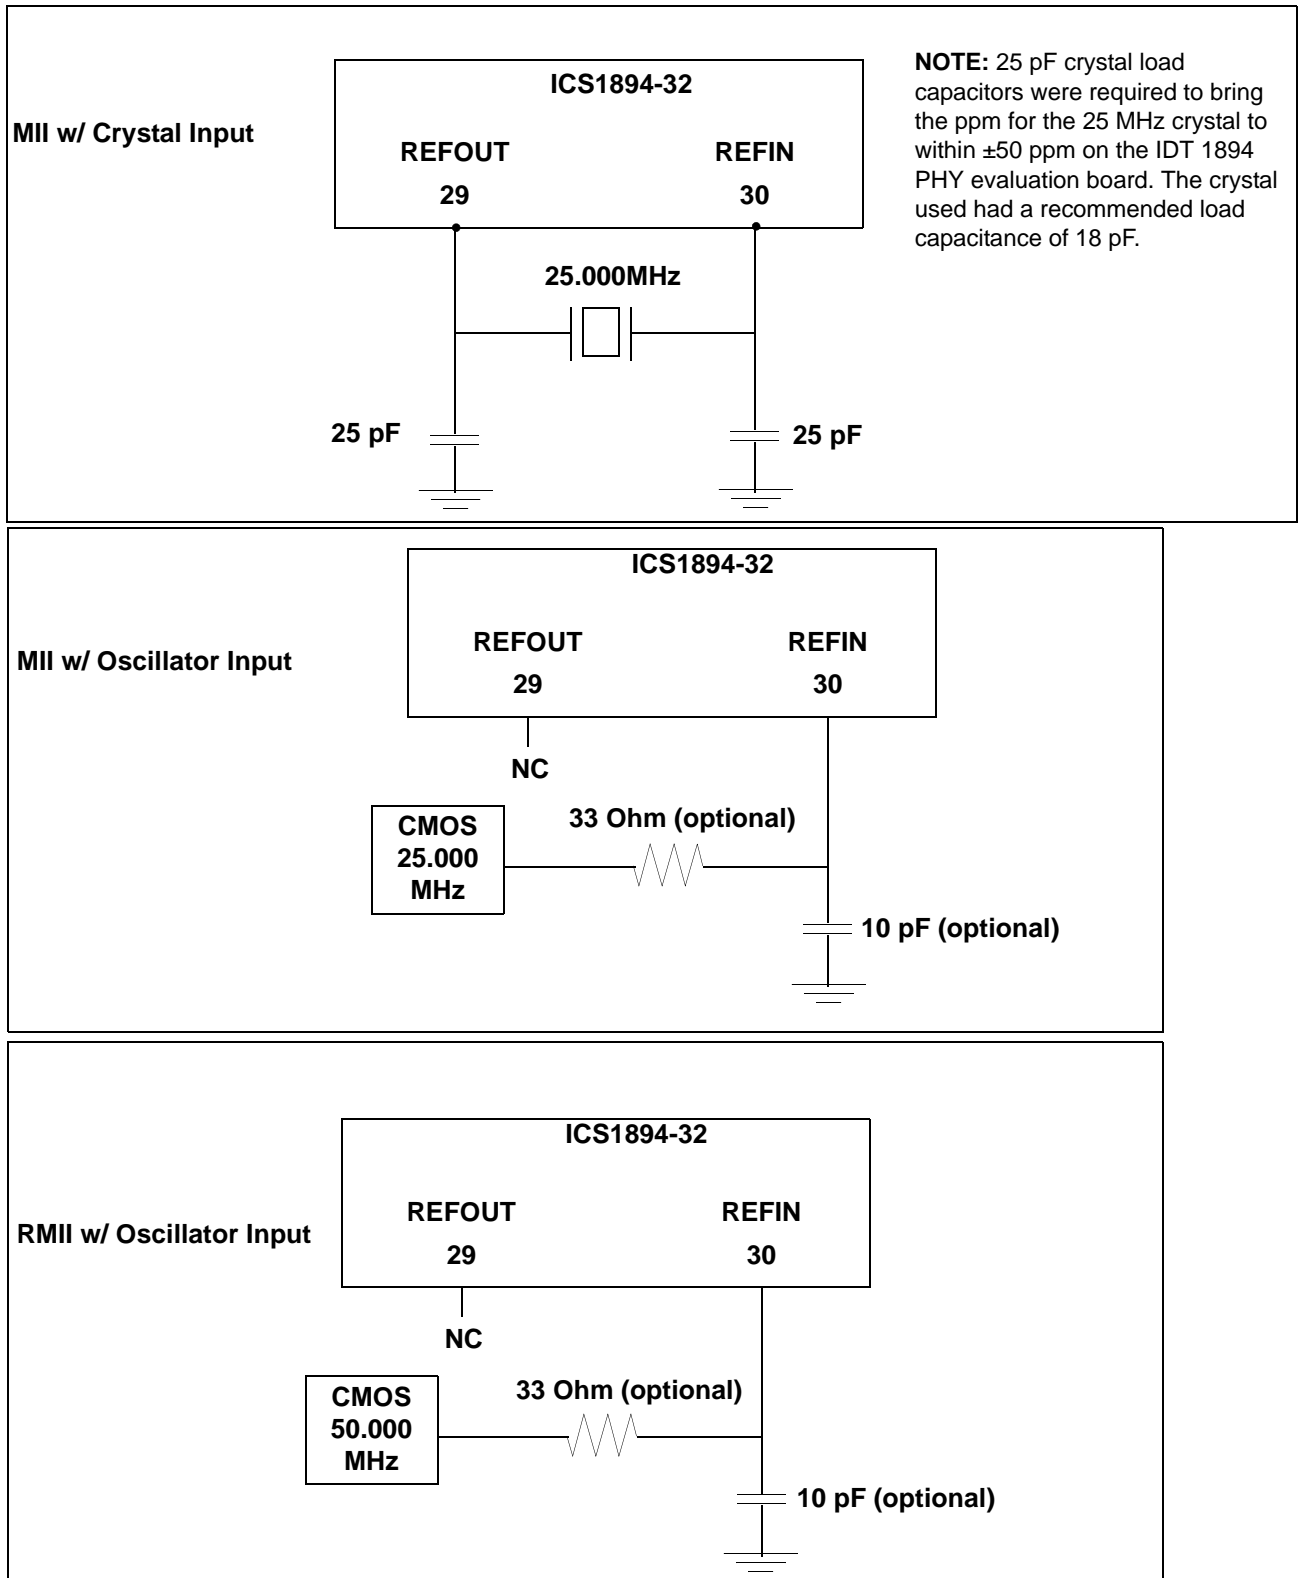 ICS1894-32
MII w/ Crystal Input
REFOUT
REFIN
29
30
NOTE: 25 pF crystal load
capacitors were required to bring
the ppm for the 25 MHz crystal to
within ±50 ppm on the IDT 1894
PHY evaluation board. The crystal
used had a recommended load
capacitance of 18 pF.
25.000MHz
25 pF
25 pF
ICS1894-32
MII w/ Oscillator Input
REFOUT
REFIN
29
30
NC
CMOS
25.000
MHz
33 Ohm (optional)
10 pF (optional)
ICS1894-32
RMII w/ Oscillator Input
REFOUT
REFIN
29
30
NC
CMOS
50.000
MHz
33 Ohm (optional)
10 pF (optional)